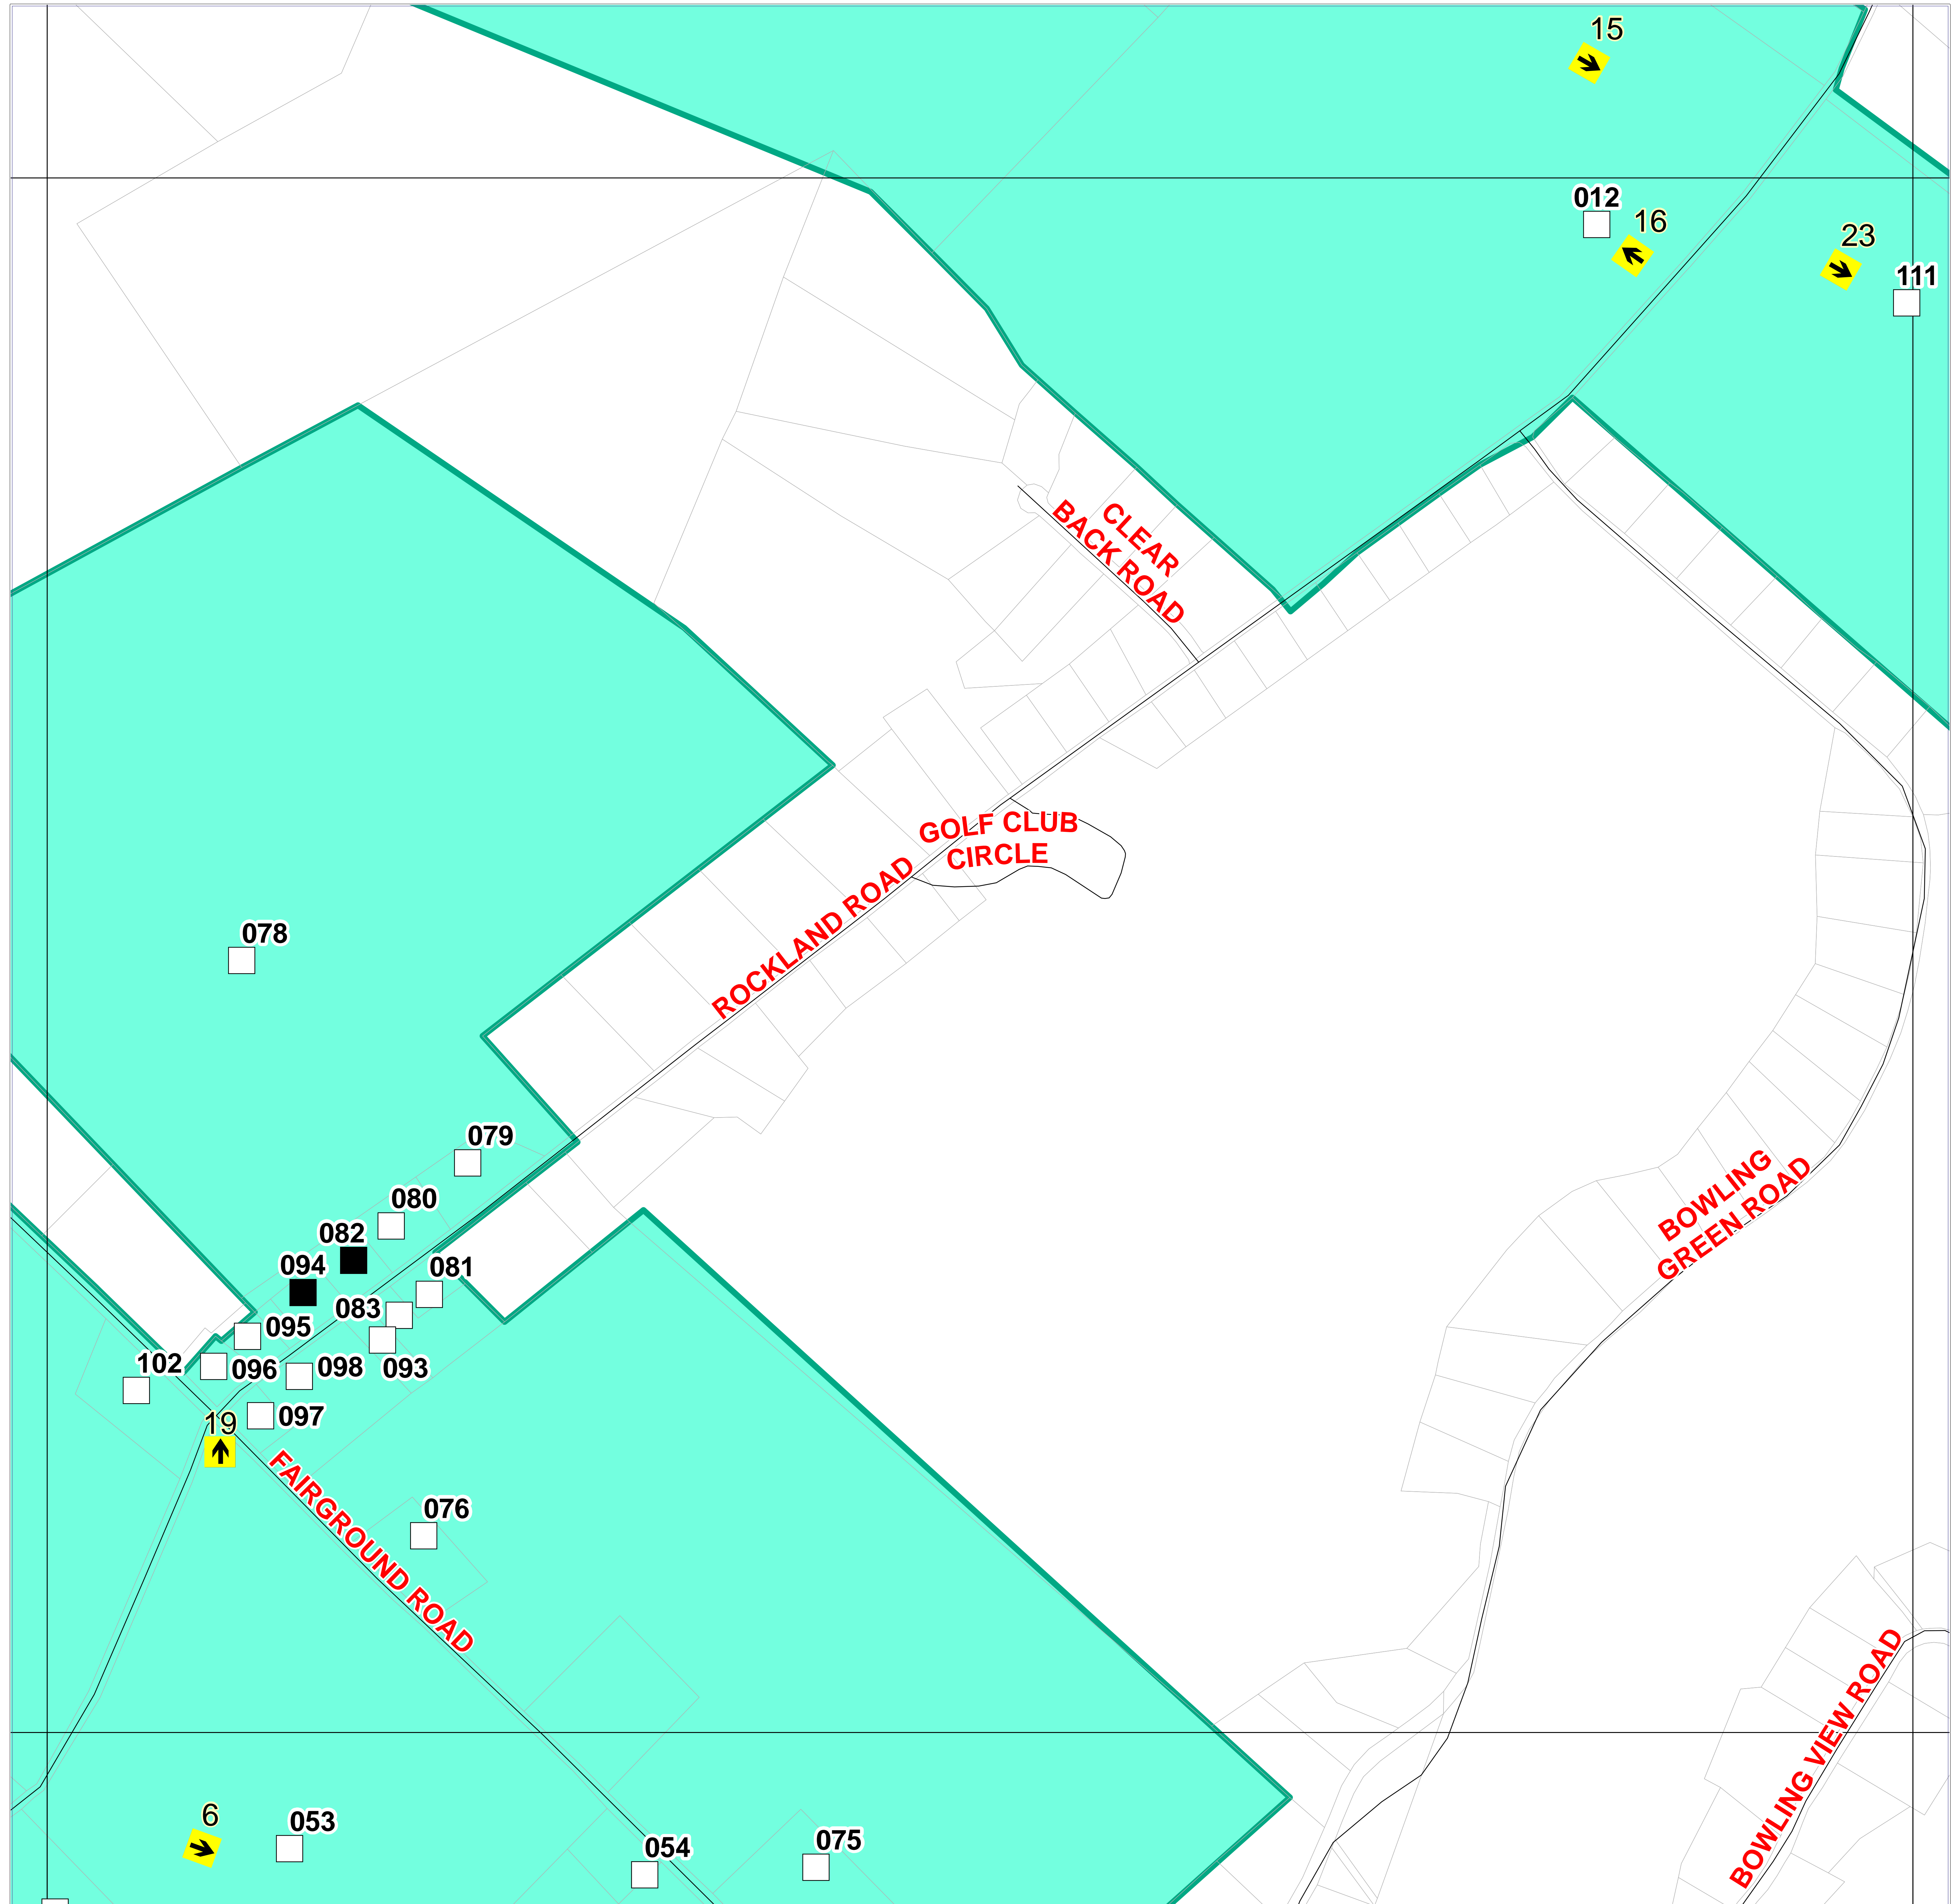 15
012
16
23
111
CLEAR
BACK ROAD
GOLF CLUB
CIRCLE
ROCKLAND ROAD
078
079
080
082
094
081
083
095
102
096
098
093
19
097
BOWLING
GREEN ROAD
FAIRGROUND ROAD
076
BOWLING VIEW ROAD
6
053
054
075